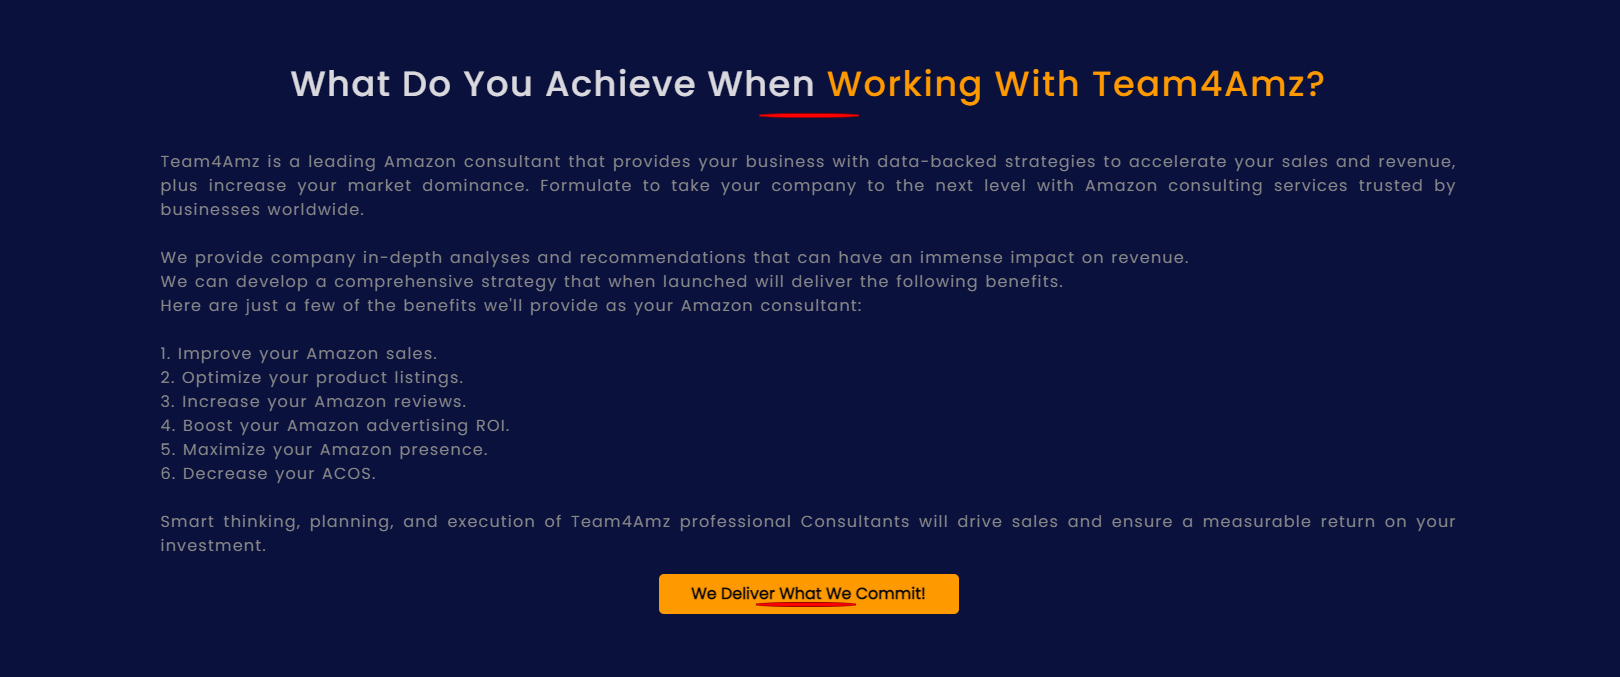 What Do You Achieve When Working With Team4Amz?
Team4Amz is a leading Amazon consultant that provides your business with data-backed strategies to accelerate your sales and revenue,
plus increase your market dominance. Formulate to take your company to the next level with Amazon consulting services trusted by
businesses worldwide.
We provide company in-depth analyses and recommendations that can have an immense impact on revenue.
We can develop a comprehensive strategy that when launched will deliver the following benefits.
Here are just a few of the benefits we'll provide as your Amazon consultant:
1. Improve your Amazon sales.
2. Optimize your product listings.
3. Increase your Amazon reviews.
4. Boost your Amazon advertising ROI.
5. Maximize your Amazon presence.
6. Decrease your ACOS.
Smart thinking, planning, and execution of Team4Amz professional Consultants will drive sales and ensure a measurable return on your
investment.
We Deliver What We Commit!